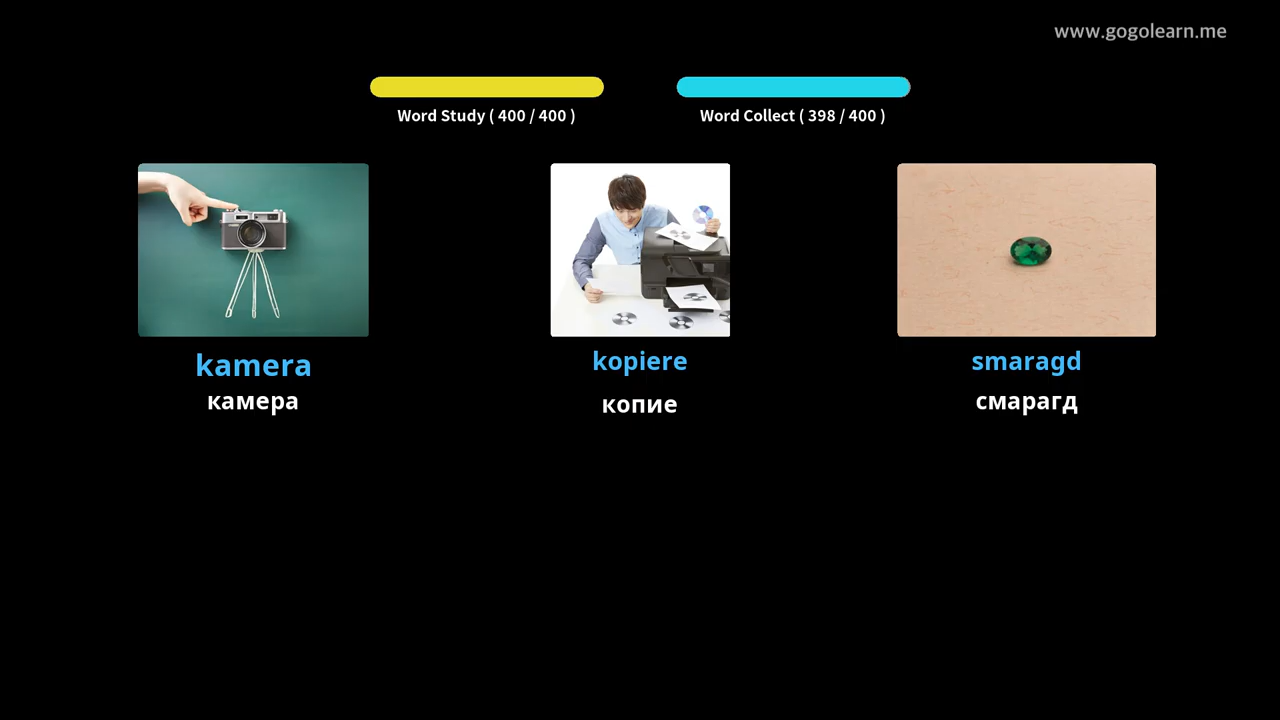 www.gogolearn.me
Word Study ( 400 / 400 )
Word Collect ( 398 / 400 )
kamera
камера
kopiere
копие
smaragd
смарагд